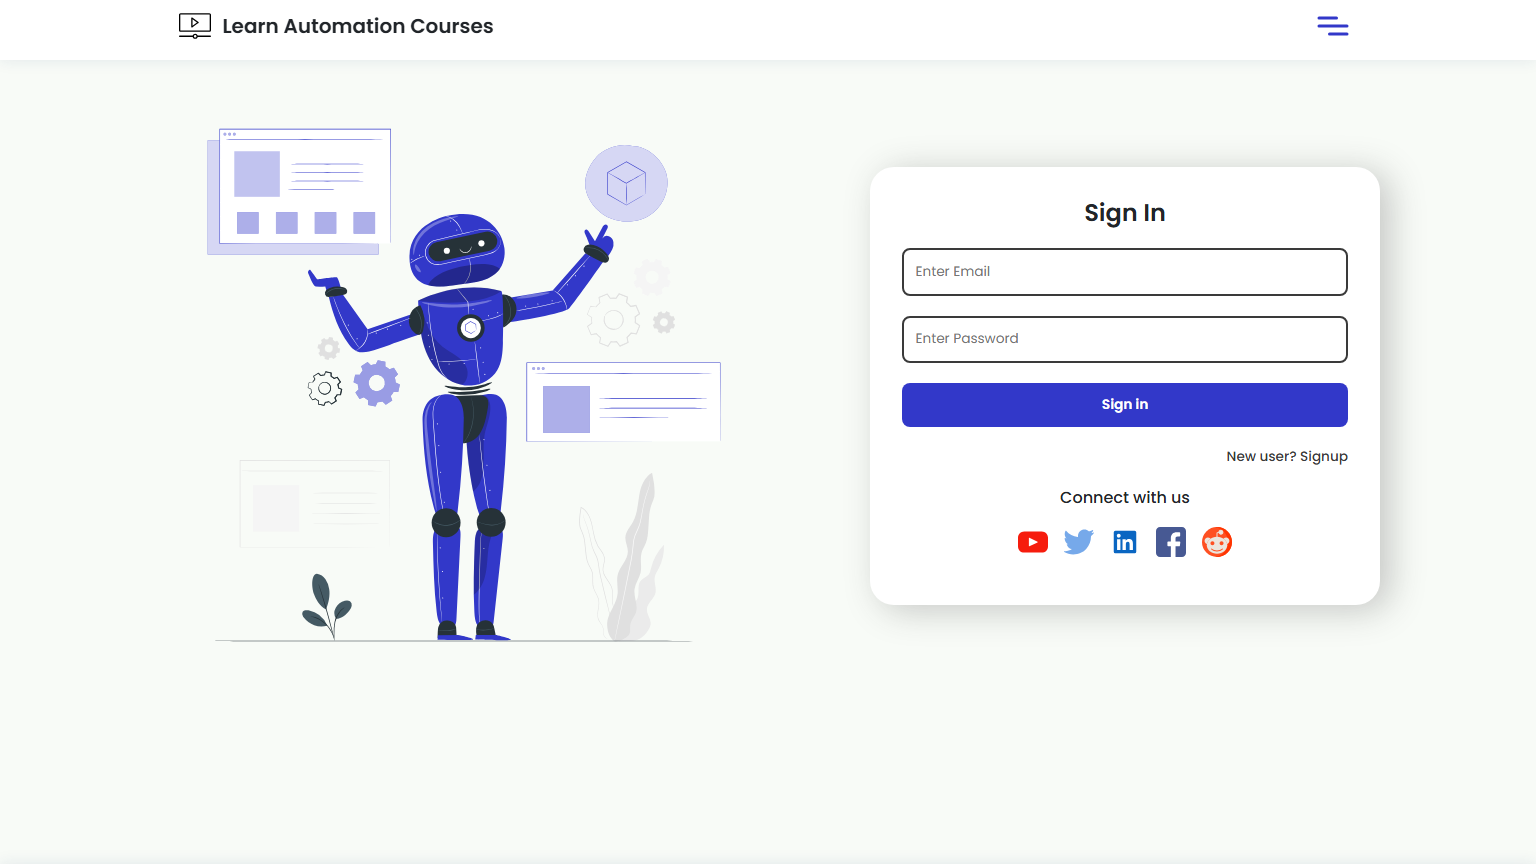 Learn Automation Courses
Sign In
Enter Email
Enter Password
Sign in
New user? Signup
Connect with us